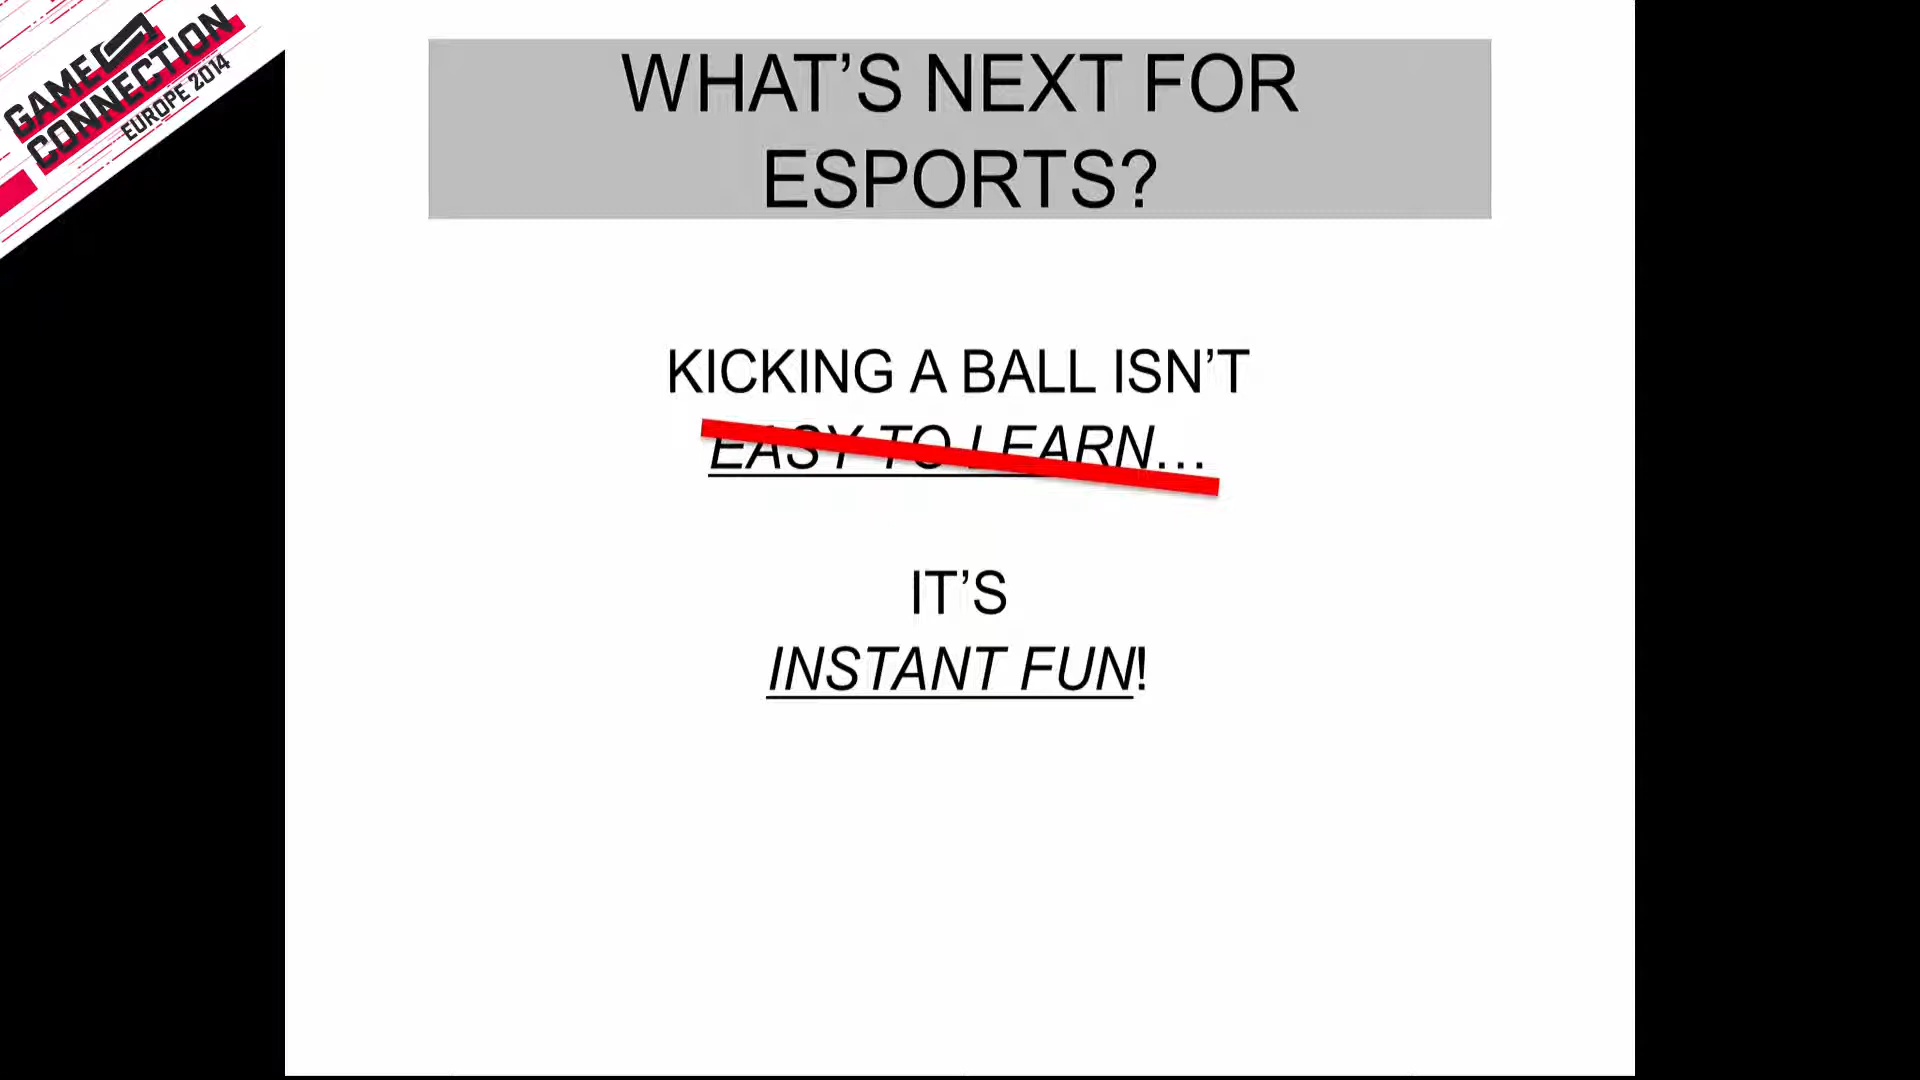 GAME
CONNECTION
EUROPE 2014
WHAT’S NEXT FOR
ESPORTS?
KICKING A BALL ISN’T
EASY TO LEARN…
IT’S
INSTANT FUN!